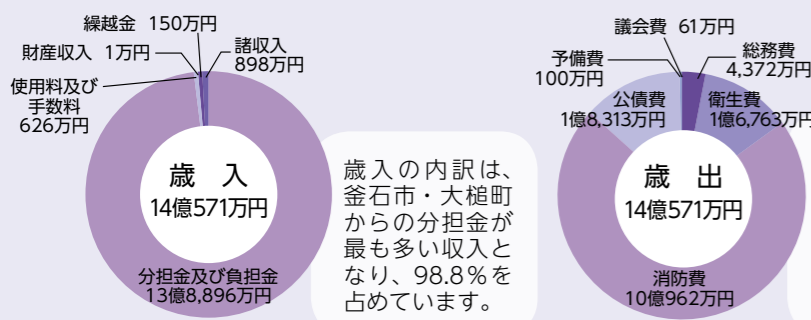 繰越金 150万円
財産収入 1万円
諸収入
898万円
使用料及び
手数料
626万円
歳 入
14億571万円
分担金及び負担金
13億8,896万円
歳入の内訳は、
釜石市・大槌町
からの分担金が
最も多い収入と
なり、98.8％を
占めています。
議会費 61万円
予備費
100万円
総務費
4,372万円
公債費
1億8,313万円
衛生費
1億6,763万円
歳 出
14億571万円
消防費
10億962万円